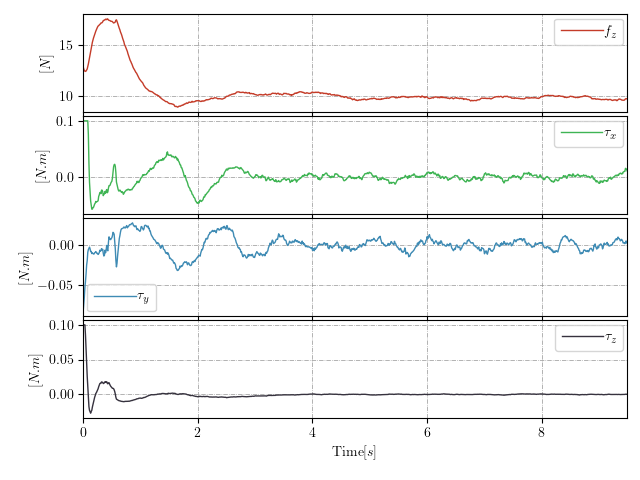 15
10
[N]
f_z
0.1
0.0
[N.m]
τ_x
0.00
−0.05
[N.m]
τ_y
0.10
0.05
0.00
[N.m]
τ_z
0 2 4 6 8
Time[s]